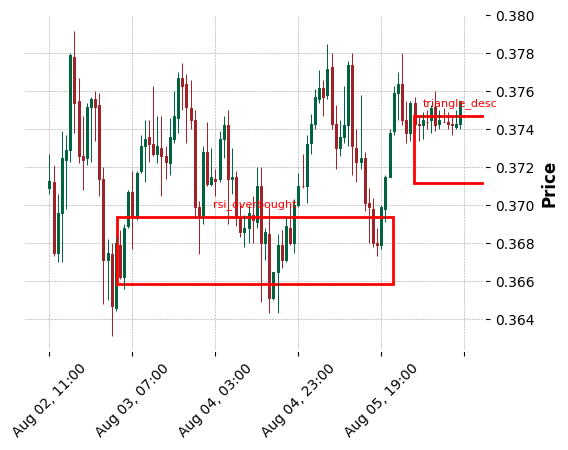 0.380
0.378
0.376
triangle_desc
0.374
0.372
0.370
rsi_overbought
0.368
0.366
0.364
Price
Aug 02, 11:00
Aug 03, 07:00
Aug 04, 03:00
Aug 04, 23:00
Aug 05, 19:00